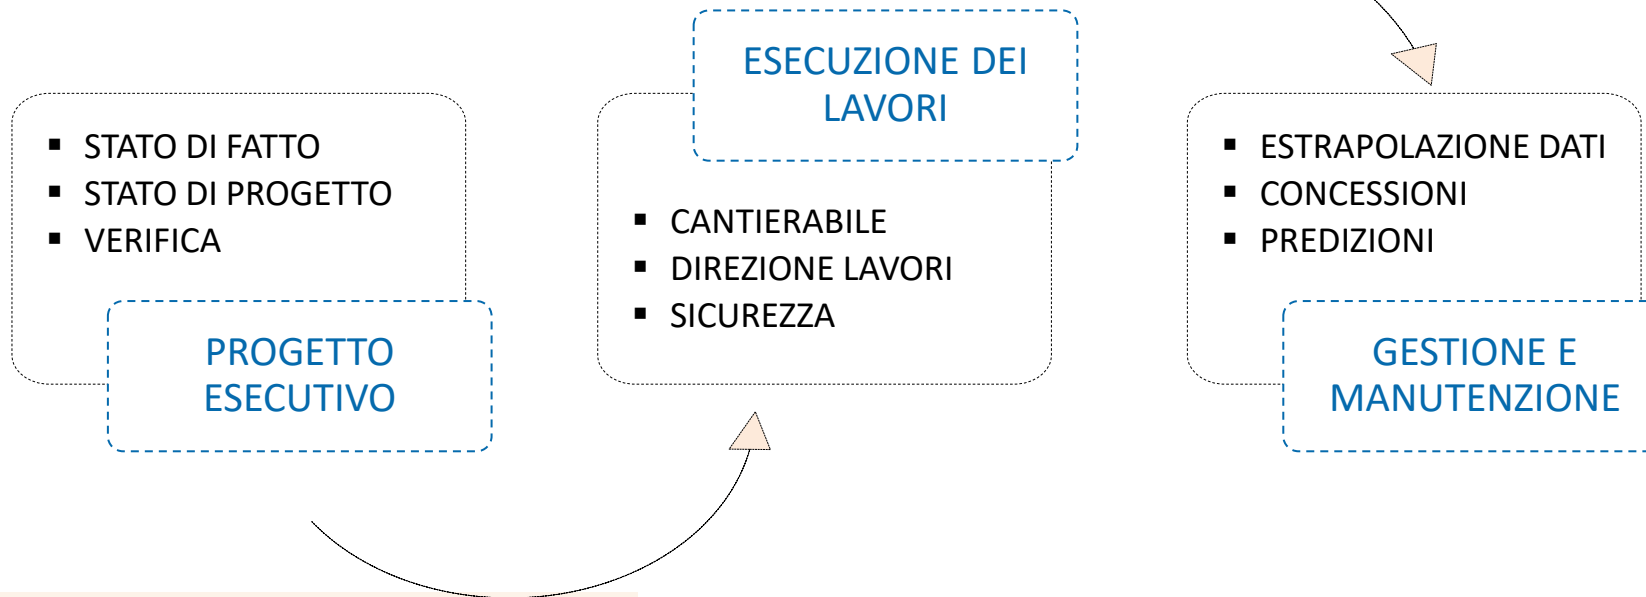 ▪ STATO DI FATTO
▪ STATO DI PROGETTO
▪ VERIFICA
PROGETTO
ESECUTIVO
ESECUZIONE DEI
LAVORI
▪ CANTIERABILE
▪ DIREZIONE LAVORI
▪ SICUREZZA
▪ ESTRAPOLAZIONE DATI
▪ CONCESSIONI
▪ PREDIZIONI
GESTIONE E
MANUTENZIONE